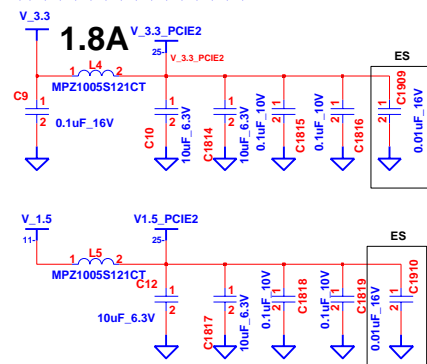 V_3.3
1.8A
V_3.3_PCIE2
25
V_3.3_PCIE2
ES
L4
1 2
MPZ1005S121CT
C9
1
2
0.1uF_16V
C10
1
2
10uF_6.3V
C1814
2 1
10uF_6.3V
C1815
2 1
0.1uF_10V
C1816
2 1
0.1uF_10V
C1909
2 1
0.01uF_16V
V_1.5
11
V1.5_PCIE2
25
ES
L5
1 2
MPZ1005S121CT
C12
1
2
10uF_6.3V
C1817
2 1
10uF_6.3V
C1818
2 1
0.1uF_10V
C1819
2 1
0.1uF_10V
C1910
2 1
0.01uF_16V